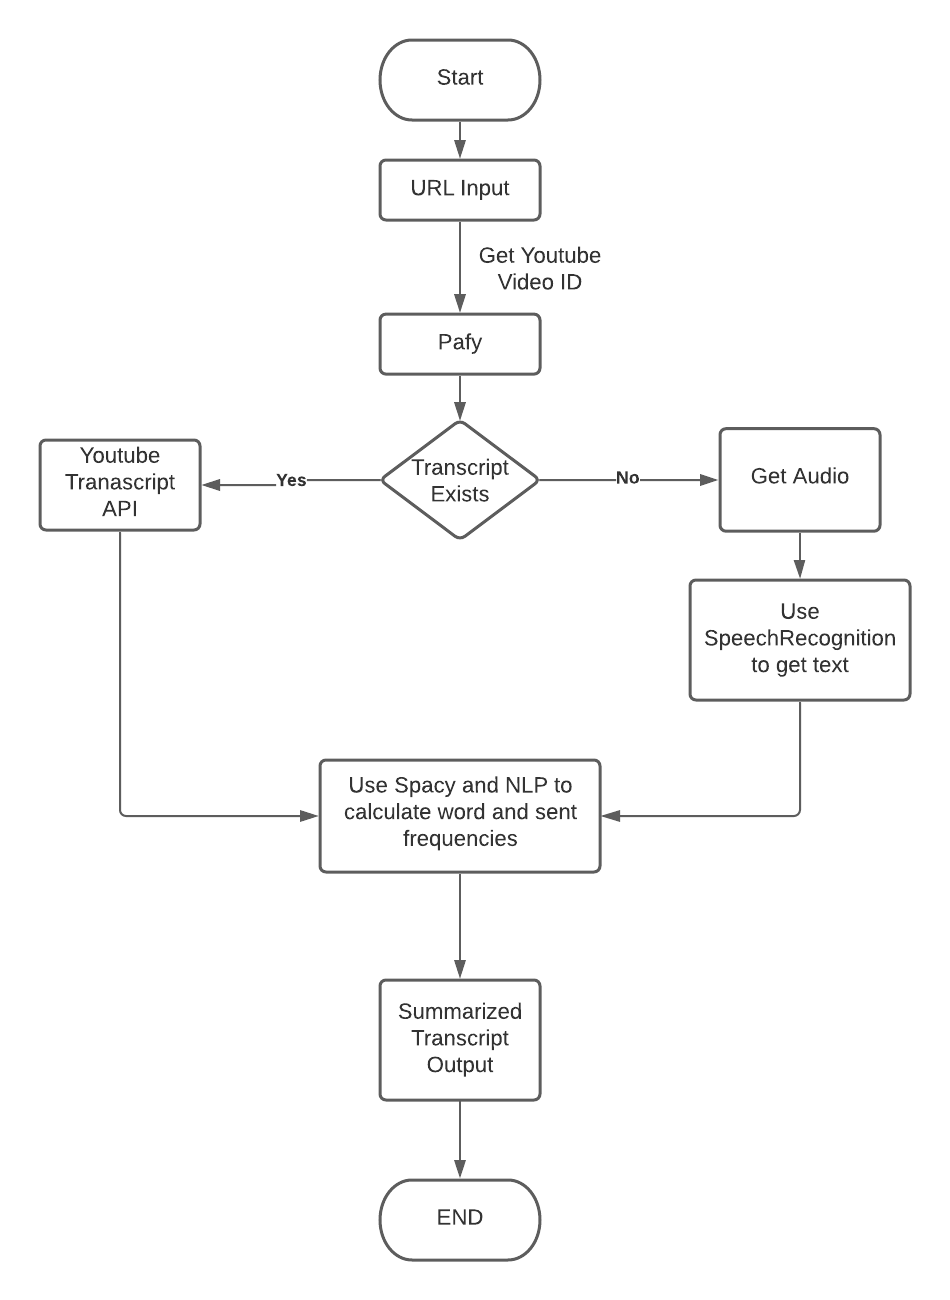 Start
URL Input
Get Youtube
Video ID
Pafy
Transcript
Exists
Yes
No
Youtube
Tranascript
API
Get Audio
Use
SpeechRecognition
to get text
Use Spacy and NLP to
calculate word and sent
frequencies
Summarized
Transcript
Output
END